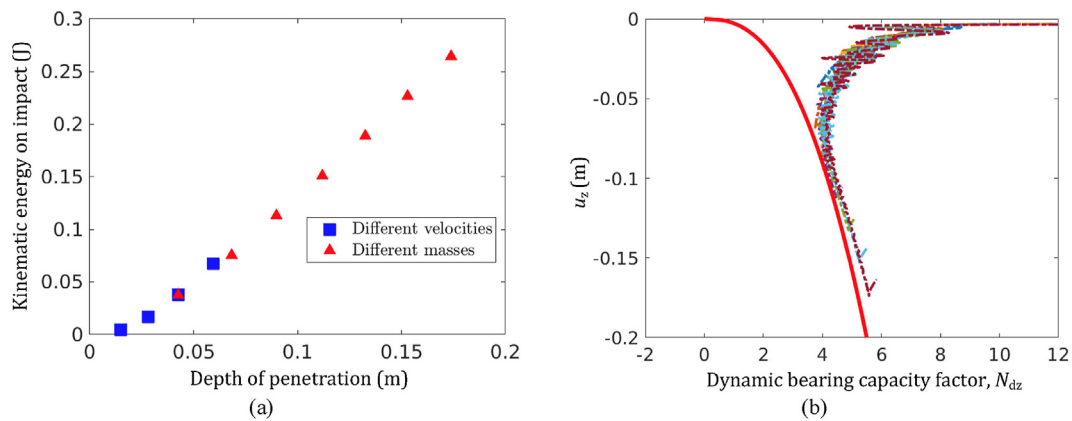 0.3
0.25
0.2
0.15
0.1
0.05
0
Kinematic energy on impact (J)
Different velocities
Different masses
0 0.05 0.1 0.15 0.2
Depth of penetration (m)
(a)
0
-0.05
-0.1
-0.15
-0.2
u_z (m)
-2 0 2 4 6 8 10 12
Dynamic bearing capacity factor, N_dz
(b)